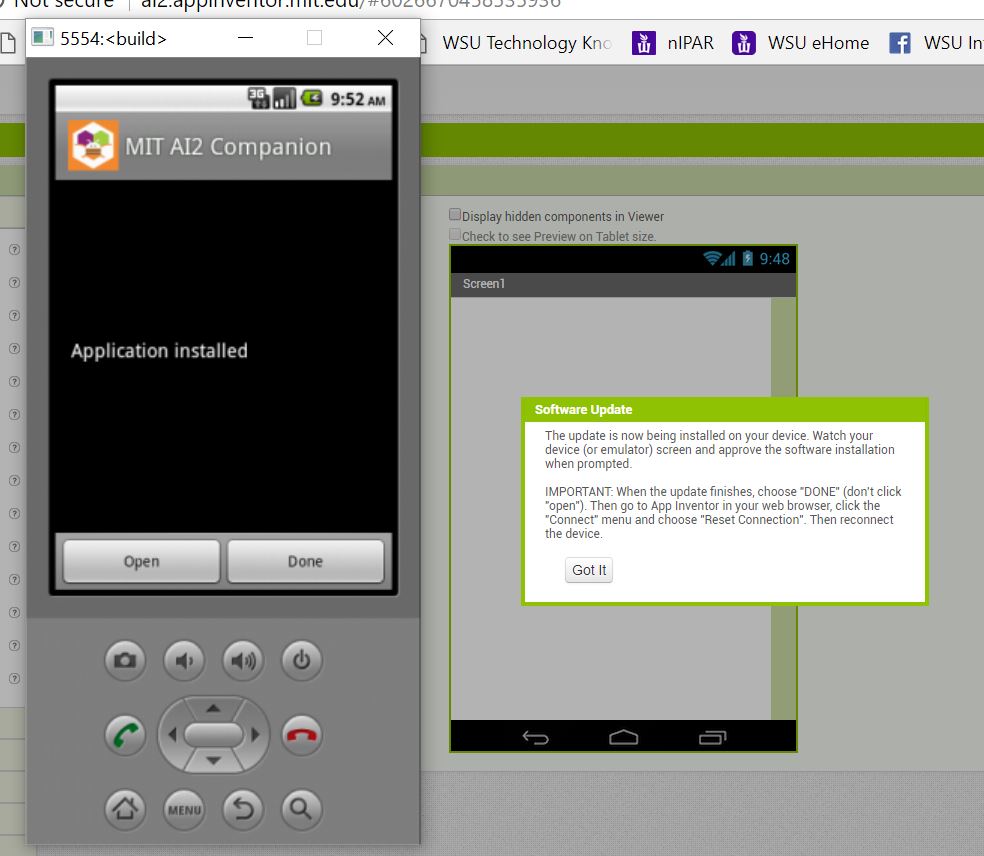 Not secure | ai2.appinventor.mit.edu/#6026670458535936
5554:<build>
WSU Technology Kno
nIPAR
WSU eHome
WSU In
3G
9:52 AM
MIT AI2 Companion
Application installed
Open
Done
MENU
Display hidden components in Viewer
Check to see Preview on Tablet size.
9:48
Screen1
Software Update
The update is now being installed on your device. Watch your
device (or emulator) screen and approve the software installation
when prompted.
IMPORTANT: When the update finishes, choose "DONE" (don't click
"open"). Then go to App Inventor in your web browser, click the
"Connect" menu and choose "Reset Connection". Then reconnect
the device.
Got It